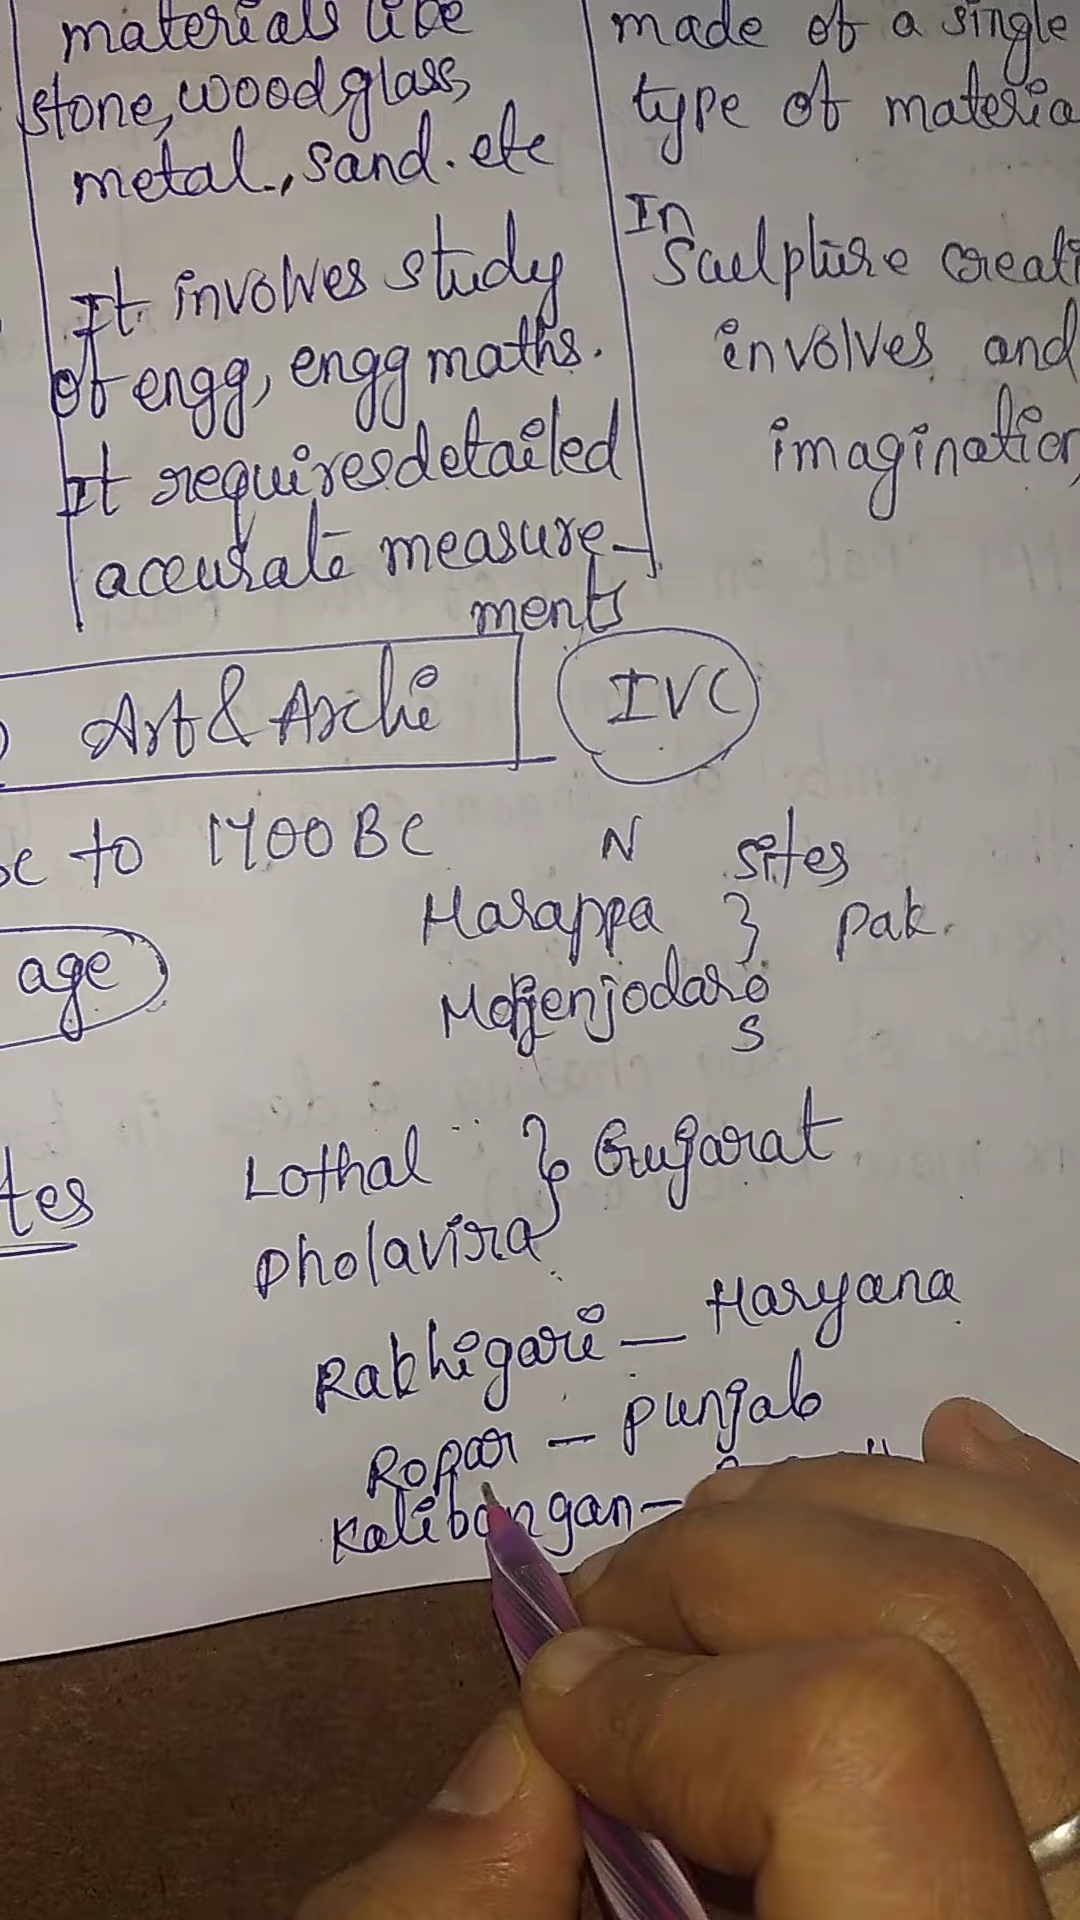 materials like
stone, wood glass,
metal, sand. etc
It involves study
of engg, engg maths.
It requires detailed
accurate measure-
ments
made of a single
type of materia
In
Sculpture creati
involves and
imagination,
Art & Archi
IVC
to 1400 BC
N sites
Harappa } Pak.
age
Mohenjodaro
S
Lothal } Gujarat
tes
Dholavira
Rakhigari — Haryana
Ropar — Punjab
Kalibangan —